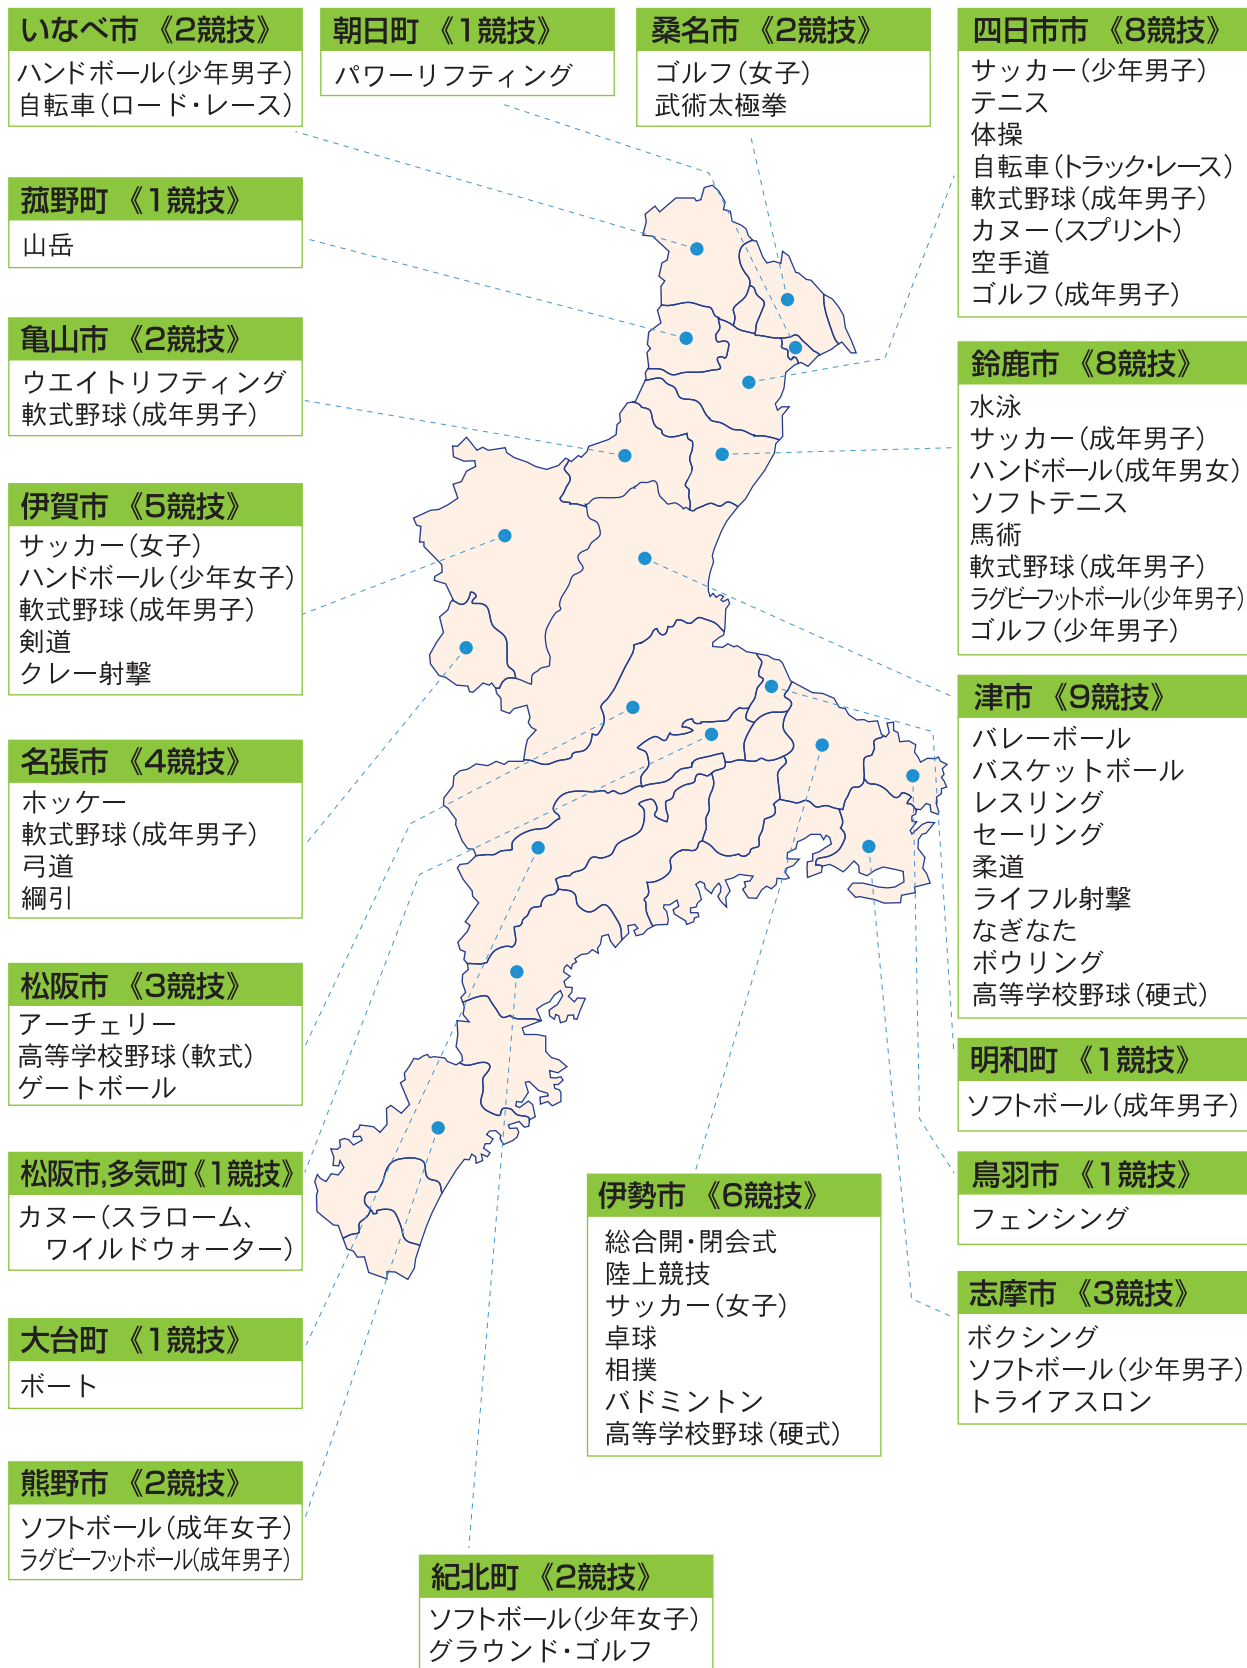 いなべ市 《2競技》
ハンドボール(少年男子)
自転車(ロード・レース)
朝日町 《1競技》
パワーリフティング
桑名市 《2競技》
ゴルフ(女子)
武術太極拳
四日市市 《8競技》
サッカー(少年男子)
テニス
体操
自転車(トラック・レース)
軟式野球(成年男子)
カヌー(スプリント)
空手道
ゴルフ(成年男子)
菰野町 《1競技》
山岳
亀山市 《2競技》
ウエイトリフティング
軟式野球(成年男子)
鈴鹿市 《8競技》
水泳
サッカー(成年男子)
ハンドボール(成年男女)
ソフトテニス
馬術
軟式野球(成年男子)
ラグビーフットボール(少年男子)
ゴルフ(少年男子)
伊賀市 《5競技》
サッカー(女子)
ハンドボール(少年女子)
軟式野球(成年男子)
剣道
クレー射撃
津市 《9競技》
バレーボール
バスケットボール
レスリング
セーリング
柔道
ライフル射撃
なぎなた
ボウリング
高等学校野球(硬式)
名張市 《4競技》
ホッケー
軟式野球(成年男子)
弓道
綱引
松阪市 《3競技》
アーチェリー
高等学校野球(軟式)
ゲートボール
明和町 《1競技》
ソフトボール(成年男子)
松阪市,多気町《1競技》
カヌー(スラローム、
ワイルドウォーター)
鳥羽市 《1競技》
フェンシング
伊勢市 《6競技》
総合開・閉会式
陸上競技
サッカー(女子)
卓球
相撲
バドミントン
高等学校野球(硬式)
志摩市 《3競技》
ボクシング
ソフトボール(少年男子)
トライアスロン
大台町 《1競技》
ボート
熊野市 《2競技》
ソフトボール(成年女子)
ラグビーフットボール(成年男子)
紀北町 《2競技》
ソフトボール(少年女子)
グラウンド・ゴルフ